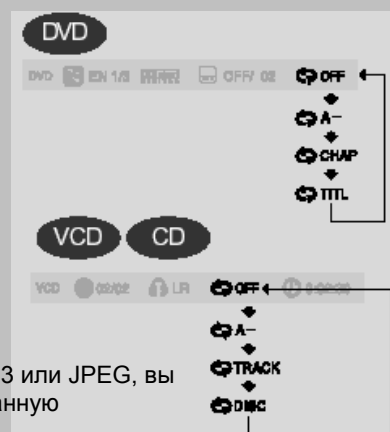 DVD
DVD EN 1/3 OFF/ 02 OFF
A-
CHAP
TITL
VCD CD
VCD 02/02 LR OFF
A-
TRACK
DISC
3 или JPEG, вы
анную